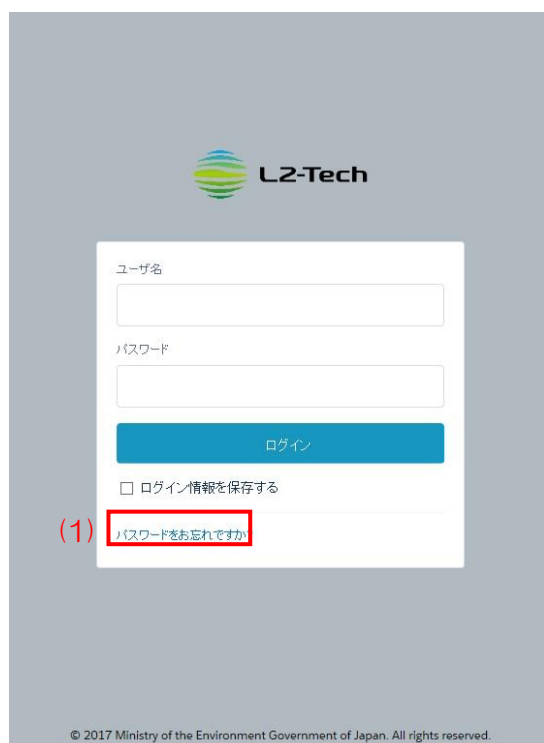 L2-Tech
ユーザ名
パスワード
ログイン
ログイン情報を保存する
(1)
パスワードをお忘れですか?
© 2017 Ministry of the Environment Government of Japan. All rights reserved.